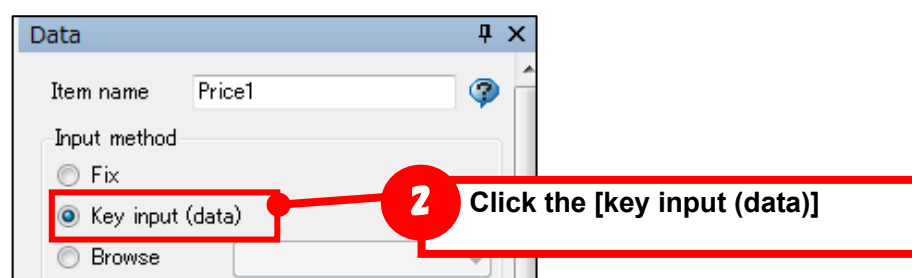 Data
Item name Price1
Input method
Fix
Key input (data)
2 Click the [key input (data)]
Browse